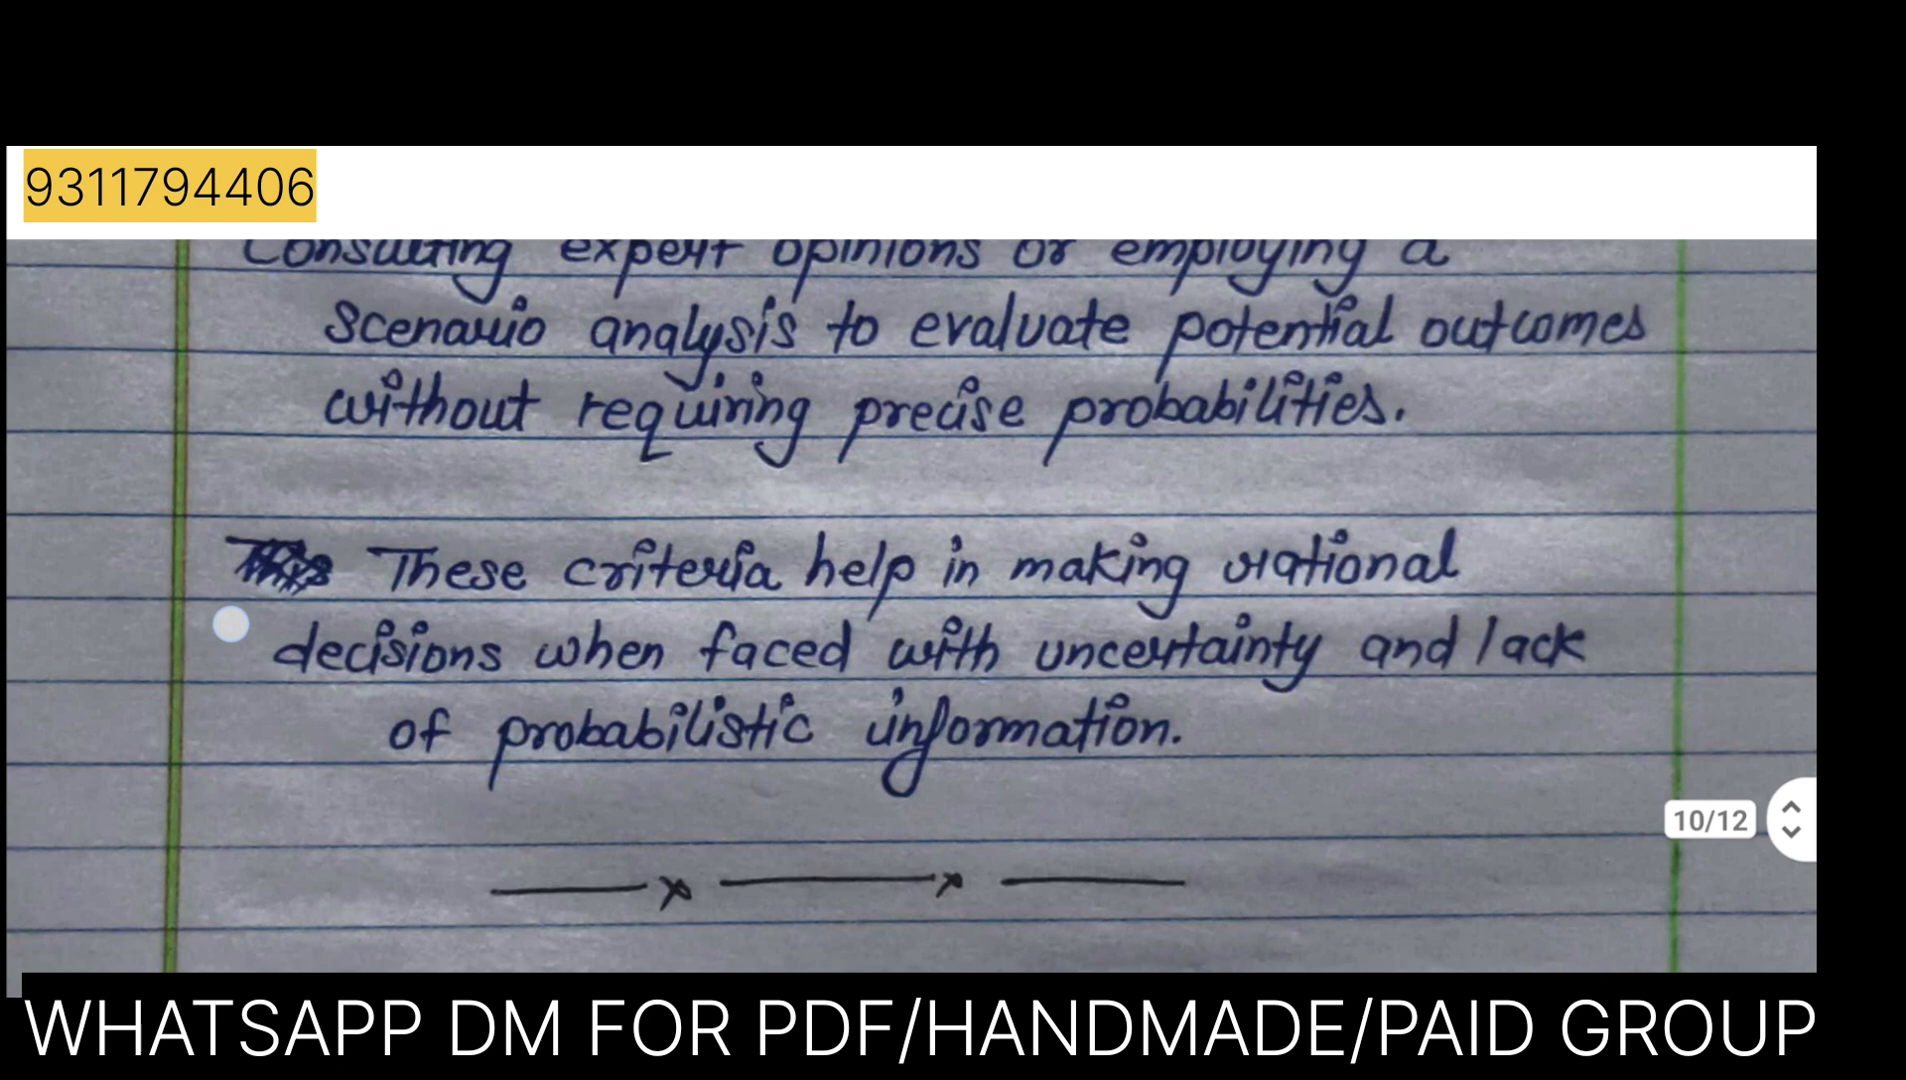 9311794406
Consulting expert opinions or employing a
scenario analysis to evaluate potential outcomes
without requiring precise probabilities.
These criteria help in making rational
decisions when faced with uncertainty and lack
of probabilistic information.
10/12
WHATSAPP DM FOR PDF/HANDMADE/PAID GROUP